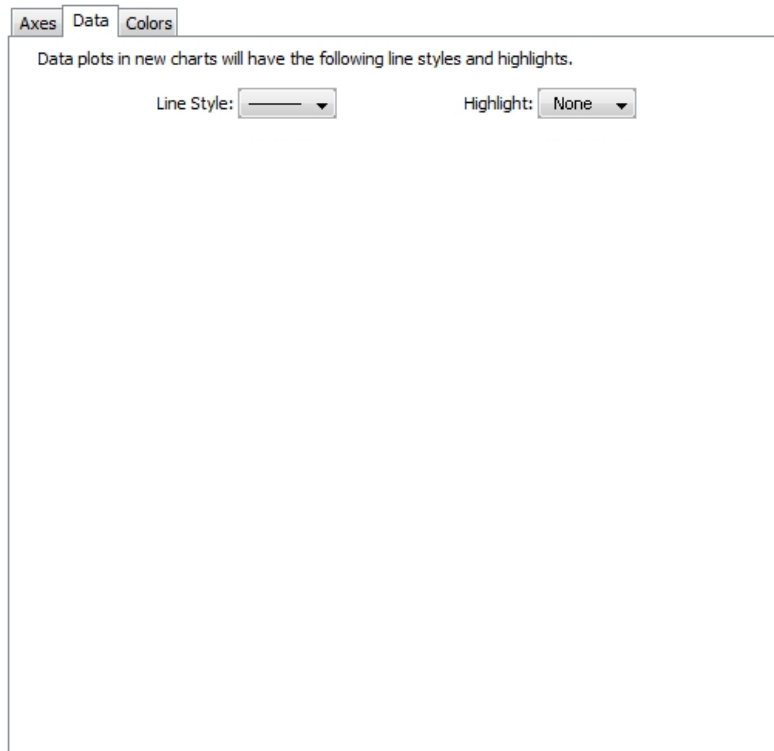 Axes Data Colors
Data plots in new charts will have the following line styles and highlights.
Line Style: Highlight: None